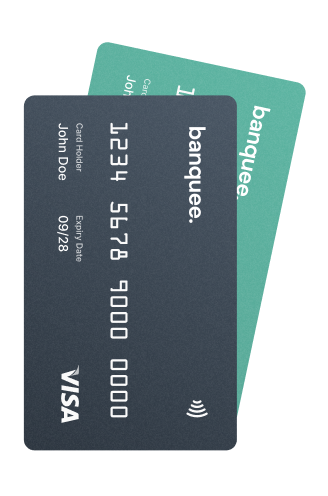 banquee.
1234 5678 9000 0000
Card Holder
John Doe
Expiry Date
09/28
VISA
banquee.